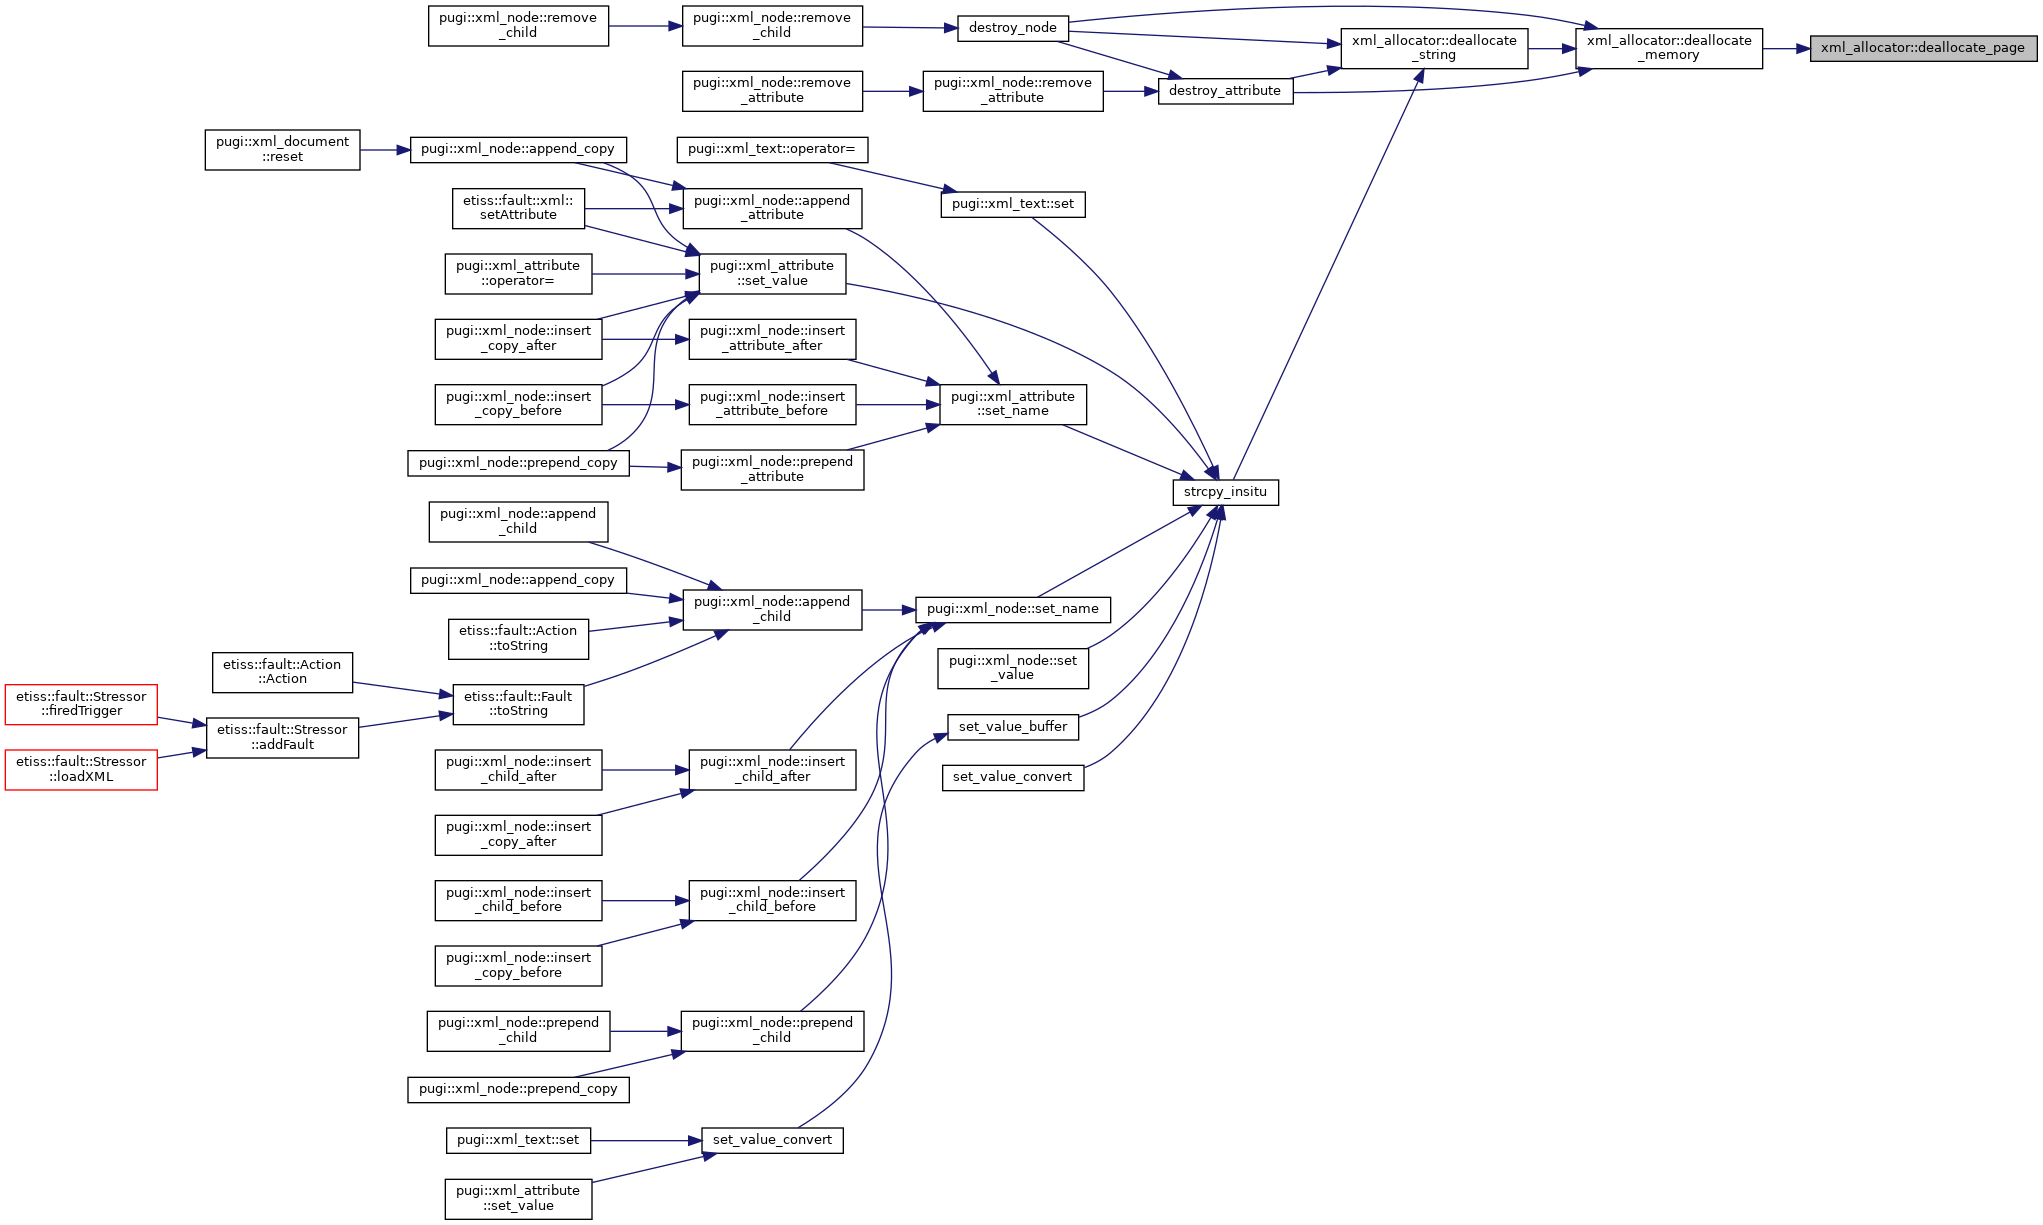 pugi::xml_node::remove
_child
pugi::xml_node::remove
_child
destroy_node
xml_allocator::deallocate
_string
xml_allocator::deallocate
_memory
xml_allocator::deallocate_page
pugi::xml_node::remove
_attribute
pugi::xml_node::remove
_attribute
destroy_attribute
pugi::xml_document
::reset
pugi::xml_node::append_copy
pugi::xml_text::operator=
etiss::fault::xml::
setAttribute
pugi::xml_node::append
_attribute
pugi::xml_text::set
pugi::xml_attribute
::operator=
pugi::xml_attribute
::set_value
pugi::xml_node::insert
_copy_after
pugi::xml_node::insert
_attribute_after
pugi::xml_node::insert
_copy_before
pugi::xml_node::insert
_attribute_before
pugi::xml_attribute
::set_name
pugi::xml_node::prepend_copy
pugi::xml_node::prepend
_attribute
strcpy_insitu
pugi::xml_node::append
_child
pugi::xml_node::append_copy
pugi::xml_node::append
_child
pugi::xml_node::set_name
etiss::fault::Action
::toString
etiss::fault::Action
::Action
pugi::xml_node::set
_value
etiss::fault::Stressor
::firedTrigger
etiss::fault::Fault
::toString
etiss::fault::Stressor
::addFault
set_value_buffer
etiss::fault::Stressor
::loadXML
pugi::xml_node::insert
_child_after
pugi::xml_node::insert
_child_after
set_value_convert
pugi::xml_node::insert
_copy_after
pugi::xml_node::insert
_child_before
pugi::xml_node::insert
_child_before
pugi::xml_node::insert
_copy_before
pugi::xml_node::prepend
_child
pugi::xml_node::prepend
_child
pugi::xml_node::prepend_copy
pugi::xml_text::set
set_value_convert
pugi::xml_attribute
::set_value